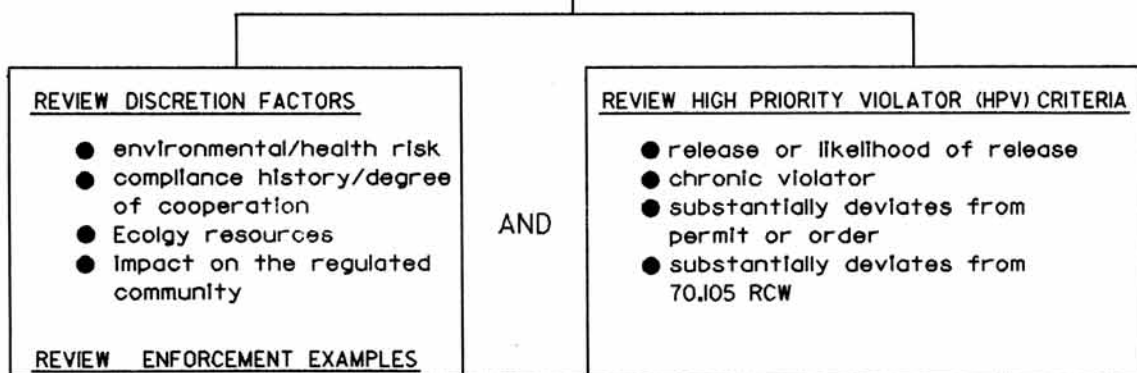 REVIEW DISCRETION FACTORS
● environmental/health risk
● compliance history/degree
of cooperation
● Ecolgy resources
● impact on the regulated
community
REVIEW ENFORCEMENT EXAMPLES
AND
REVIEW HIGH PRIORITY VIOLATOR (HPV) CRITERIA
● release or likelihood of release
● chronic violator
● substantially deviates from
permit or order
● substantially deviates from
70.105 RCW